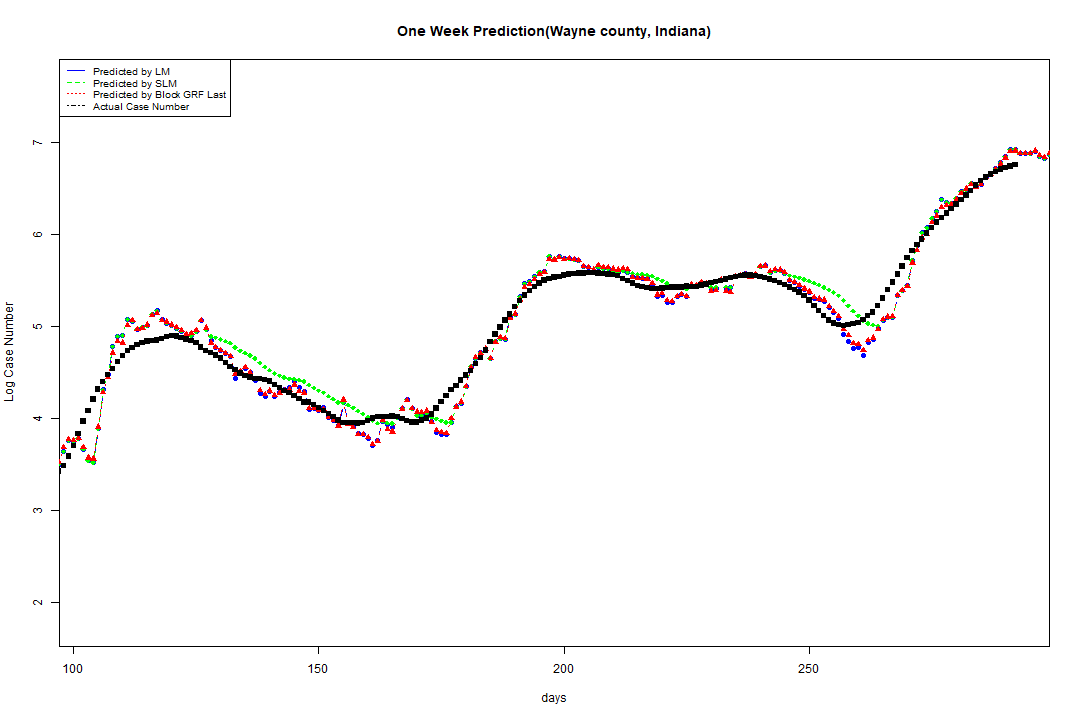 One Week Prediction(Wayne county, Indiana)
Predicted by LM
Predicted by SLM
Predicted by Block GRF Last
Actual Case Number
Log Case Number
7
6
5
4
3
2
100
150
200
250
days